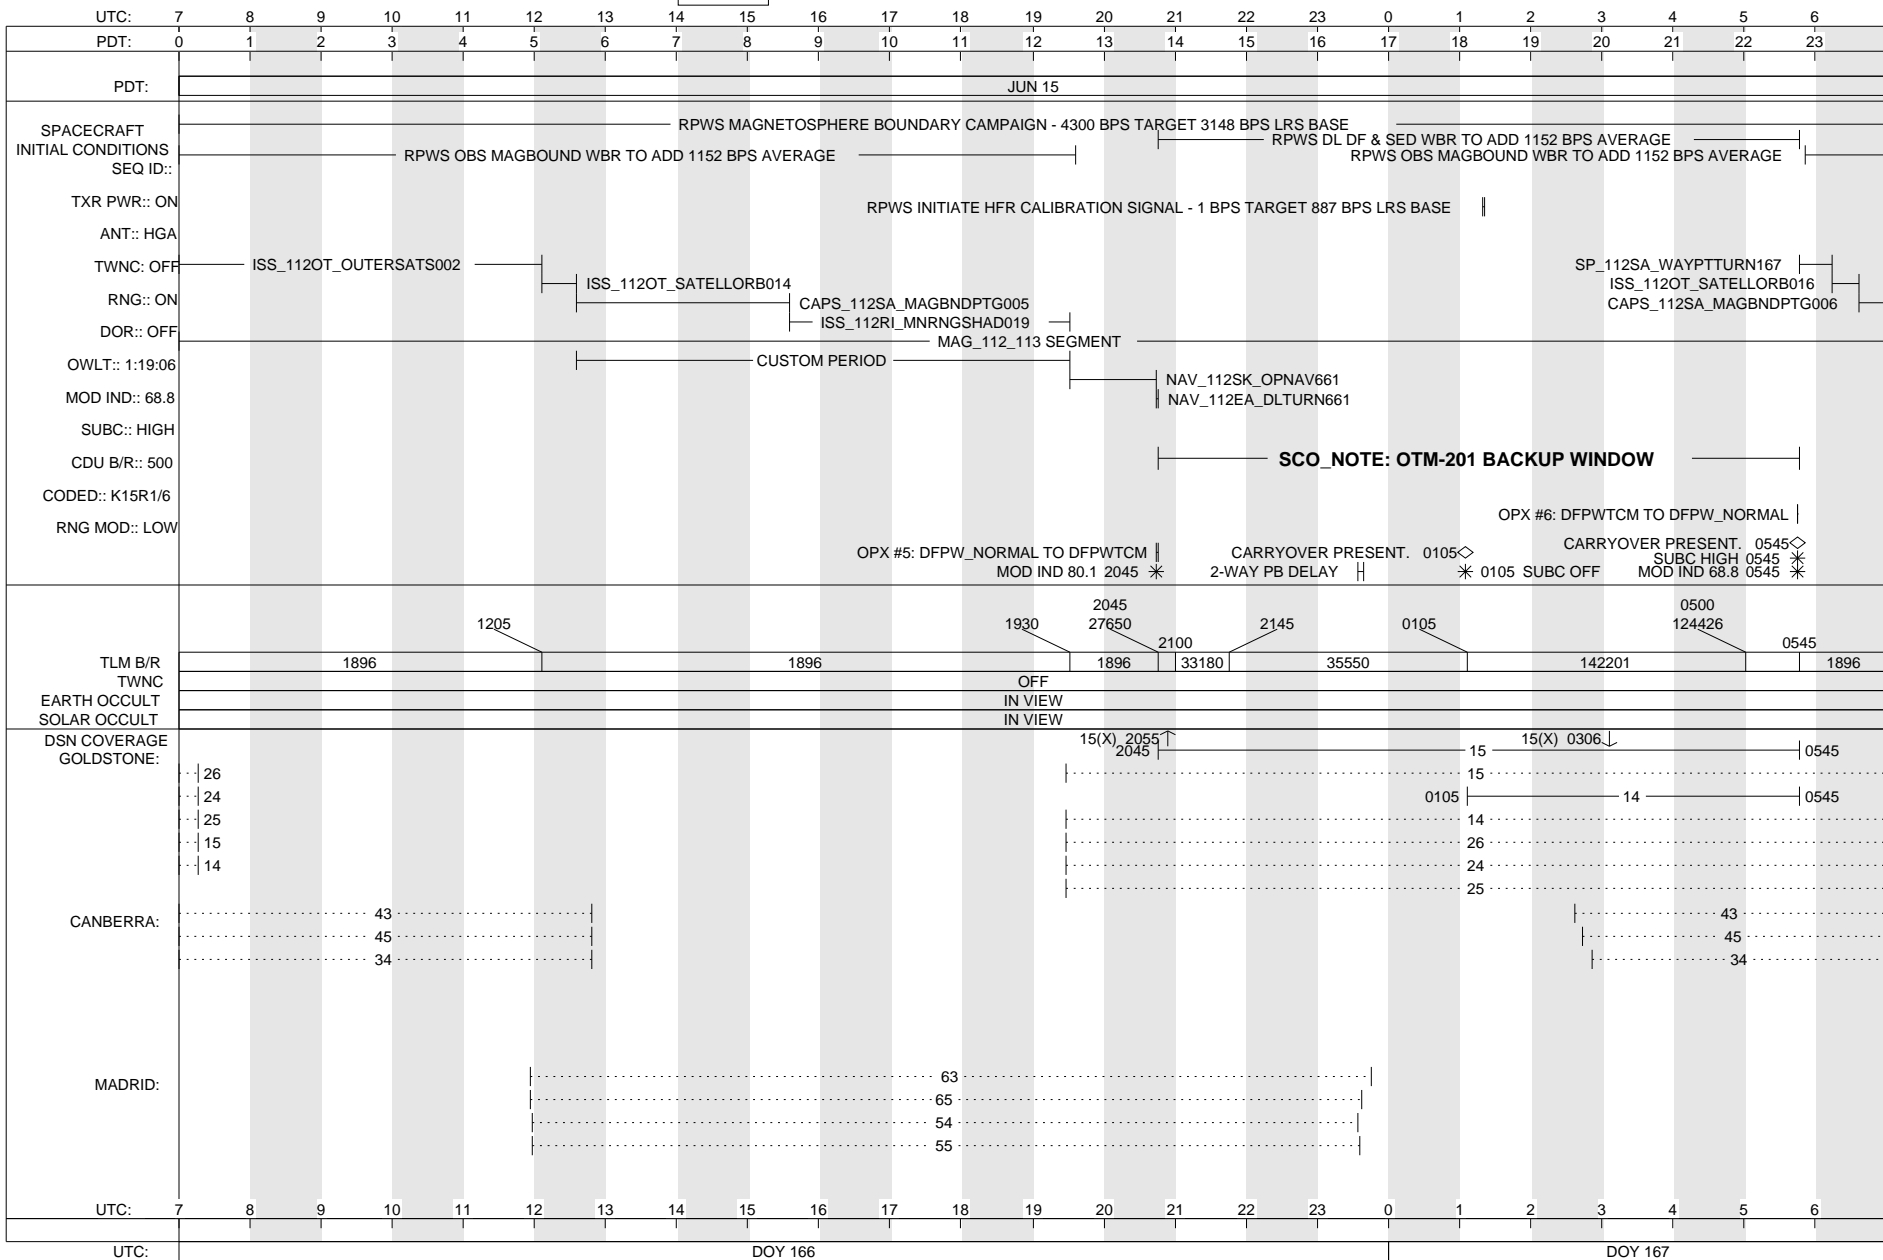 UTC: 7 8 9 10 11 12 13 14 15 16 17 18 19 20 21 22 23 0 1 2 3 4 5 6
PDT: 0 1 2 3 4 5 6 7 8 9 10 11 12 13 14 15 16 17 18 19 20 21 22 23
PDT: JUN 15
SPACECRAFT
INITIAL CONDITIONS
SEQ ID::
TXR PWR:: ON
ANT:: HGA
TWNC: OFF
RNG:: ON
DOR:: OFF
OWLT:: 1:19:06
MOD IND:: 68.8
SUBC:: HIGH
CDU B/R:: 500
CODED:: K15R1/6
RNG MOD:: LOW
RPWS MAGNETOSPHERE BOUNDARY CAMPAIGN - 4300 BPS TARGET 3148 BPS LRS BASE
RPWS DL DF & SED WBR TO ADD 1152 BPS AVERAGE
RPWS OBS MAGBOUND WBR TO ADD 1152 BPS AVERAGE
RPWS OBS MAGBOUND WBR TO ADD 1152 BPS AVERAGE
RPWS INITIATE HFR CALIBRATION SIGNAL - 1 BPS TARGET 887 BPS LRS BASE
ISS_112OT_OUTERSATS002
SP_112SA_WAYPTTURN167
ISS_112OT_SATELLORB014
ISS_112OT_SATELLORB016
CAPS_112SA_MAGBNDPTG005
CAPS_112SA_MAGBNDPTG006
ISS_112RI_MNRNGSHAD019
MAG_112_113 SEGMENT
CUSTOM PERIOD
NAV_112SK_OPNAV661
NAV_112EA_DLTURN661
SCO_NOTE: OTM-201 BACKUP WINDOW
OPX #6: DFPWTCM TO DFPW_NORMAL
OPX #5: DFPW_NORMAL TO DFPWTCM
CARRYOVER PRESENT. 0105
CARRYOVER PRESENT. 0545
SUBC HIGH 0545
MOD IND 80.1 2045
2-WAY PB DELAY
0105 SUBC OFF
MOD IND 68.8 0545
2045 0500
1205 1930 27650 2145 0105 124426
2100 0545
TLM B/R 1896 1896 1896 33180 35550 142201 1896
TWNC OFF
EARTH OCCULT IN VIEW
SOLAR OCCULT IN VIEW
DSN COVERAGE
GOLDSTONE:
15(X) 2055 15(X) 0306
2045 15 0545
26 15
24 0105 14 0545
25 14
15 26
14 24
25
CANBERRA:
43 43
45 45
34 34
MADRID:
63
65
54
55
UTC: 7 8 9 10 11 12 13 14 15 16 17 18 19 20 21 22 23 0 1 2 3 4 5 6
UTC: DOY 166 DOY 167